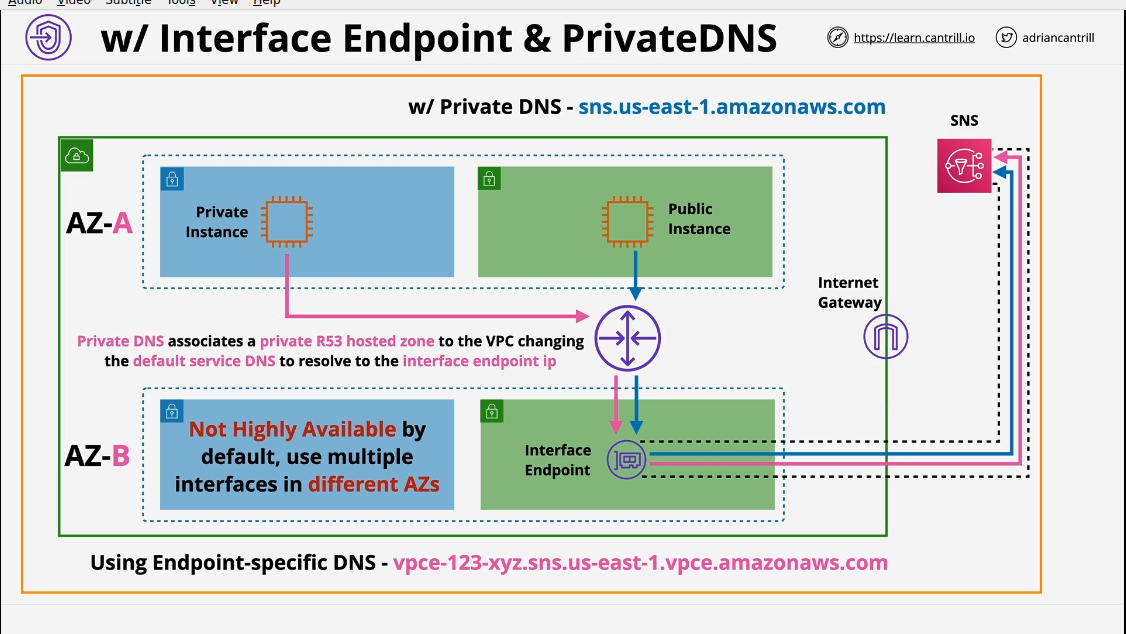 Audio Video Subtitle Tools View Help
w/ Interface Endpoint & PrivateDNS
https://learn.cantrill.io
adriancantrill
w/ Private DNS - sns.us-east-1.amazonaws.com
SNS
AZ-A
Private
Instance
Public
Instance
Internet
Gateway
Private DNS associates a private R53 hosted zone to the VPC changing
the default service DNS to resolve to the interface endpoint ip
AZ-B
Not Highly Available by
default, use multiple
interfaces in different AZs
Interface
Endpoint
Using Endpoint-specific DNS - vpce-123-xyz.sns.us-east-1.vpce.amazonaws.com